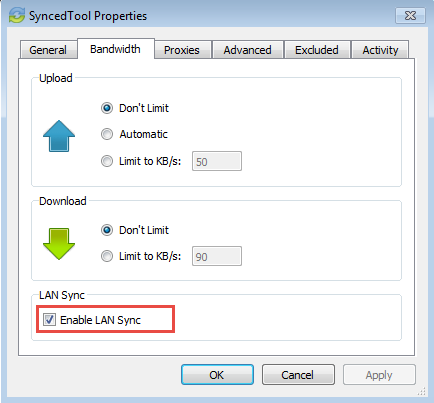 SyncedTool Properties
General Bandwidth Proxies Advanced Excluded Activity
Upload
Don't Limit
Automatic
Limit to KB/s: 50
Download
Don't Limit
Limit to KB/s: 90
LAN Sync
Enable LAN Sync
OK Cancel Apply